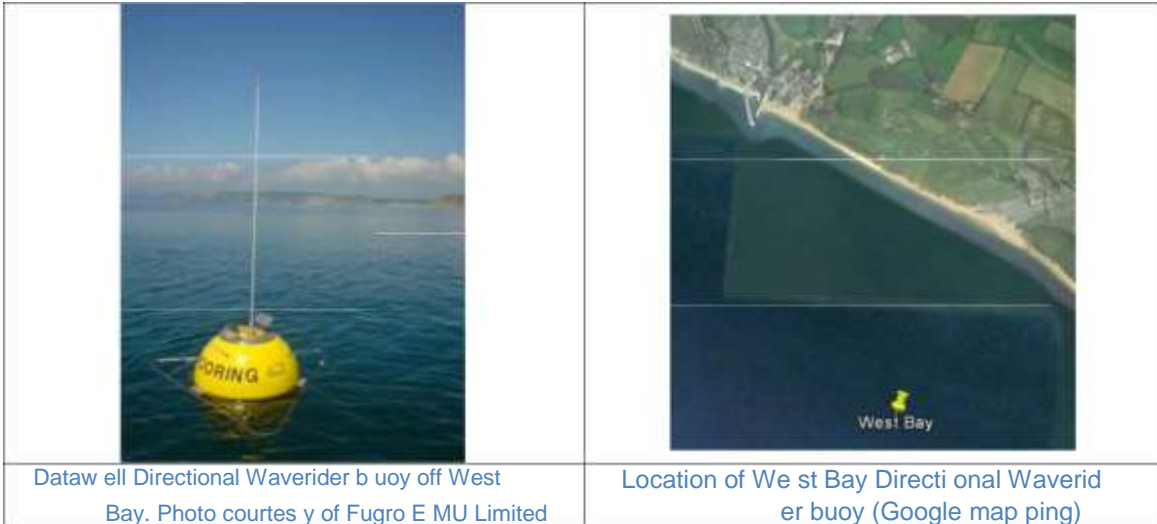 OORING
West Bay
Dataw ell Directional Waverider b uoy off West
Bay. Photo courtes y of Fugro E MU Limited
Location of We st Bay Directi onal Waverid
er buoy (Google map ping)